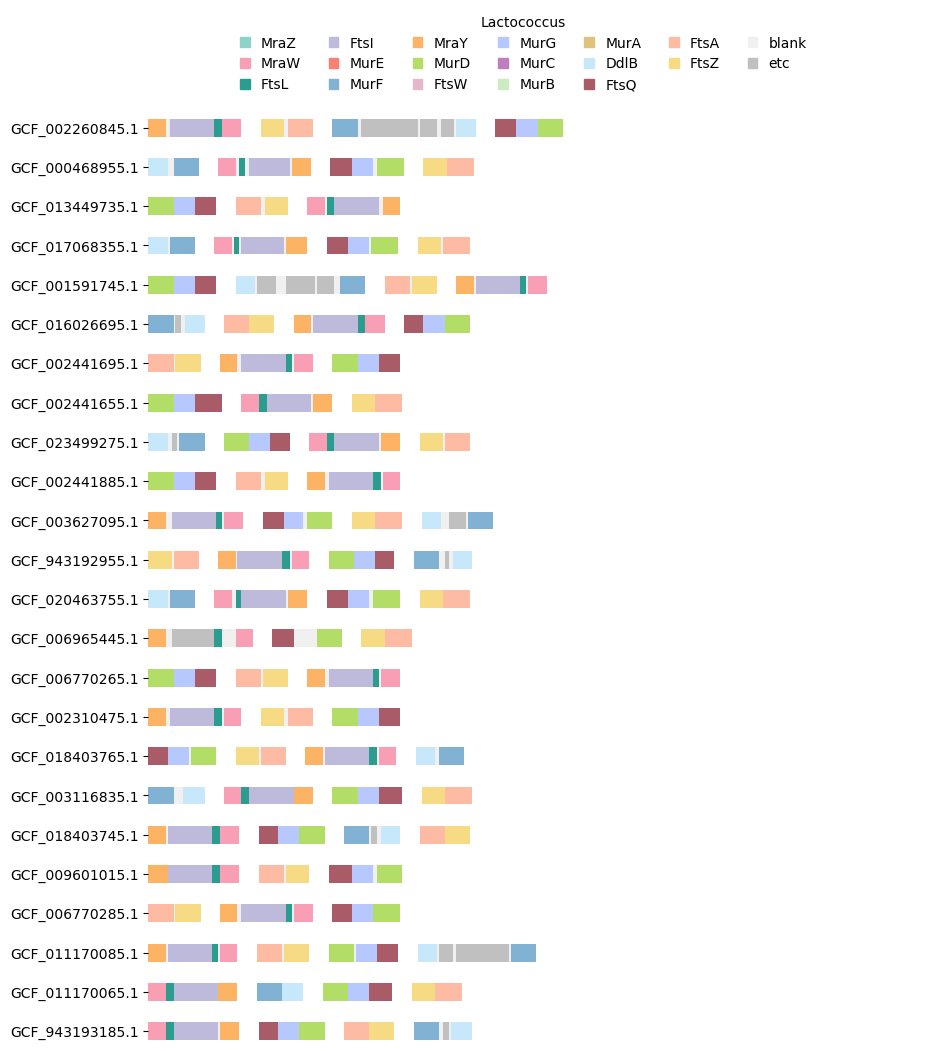 Lactococcus
MraZ FtsI MraY MurG MurA FtsA blank
MraW MurE MurD MurC DdlB FtsZ etc
FtsL MurF FtsW MurB FtsQ
GCF_002260845.1
GCF_000468955.1
GCF_013449735.1
GCF_017068355.1
GCF_001591745.1
GCF_016026695.1
GCF_002441695.1
GCF_002441655.1
GCF_023499275.1
GCF_002441885.1
GCF_003627095.1
GCF_943192955.1
GCF_020463755.1
GCF_006965445.1
GCF_006770265.1
GCF_002310475.1
GCF_018403765.1
GCF_003116835.1
GCF_018403745.1
GCF_009601015.1
GCF_006770285.1
GCF_011170085.1
GCF_011170065.1
GCF_943193185.1